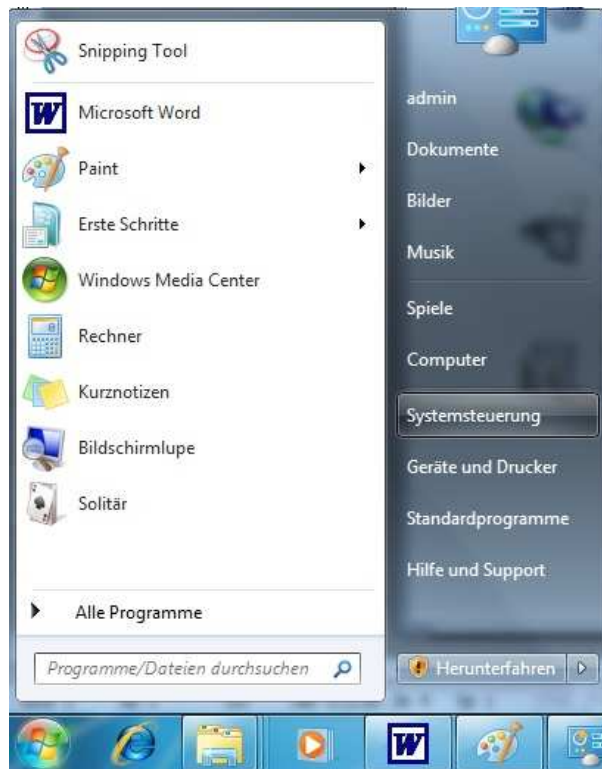 Snipping Tool
Microsoft Word
Paint
Erste Schritte
Windows Media Center
Rechner
Kurznotizen
Bildschirmlupe
Solitär
Alle Programme
Programme/Dateien durchsuchen
admin
Dokumente
Bilder
Musik
Spiele
Computer
Systemsteuerung
Geräte und Drucker
Standardprogramme
Hilfe und Support
Herunterfahren